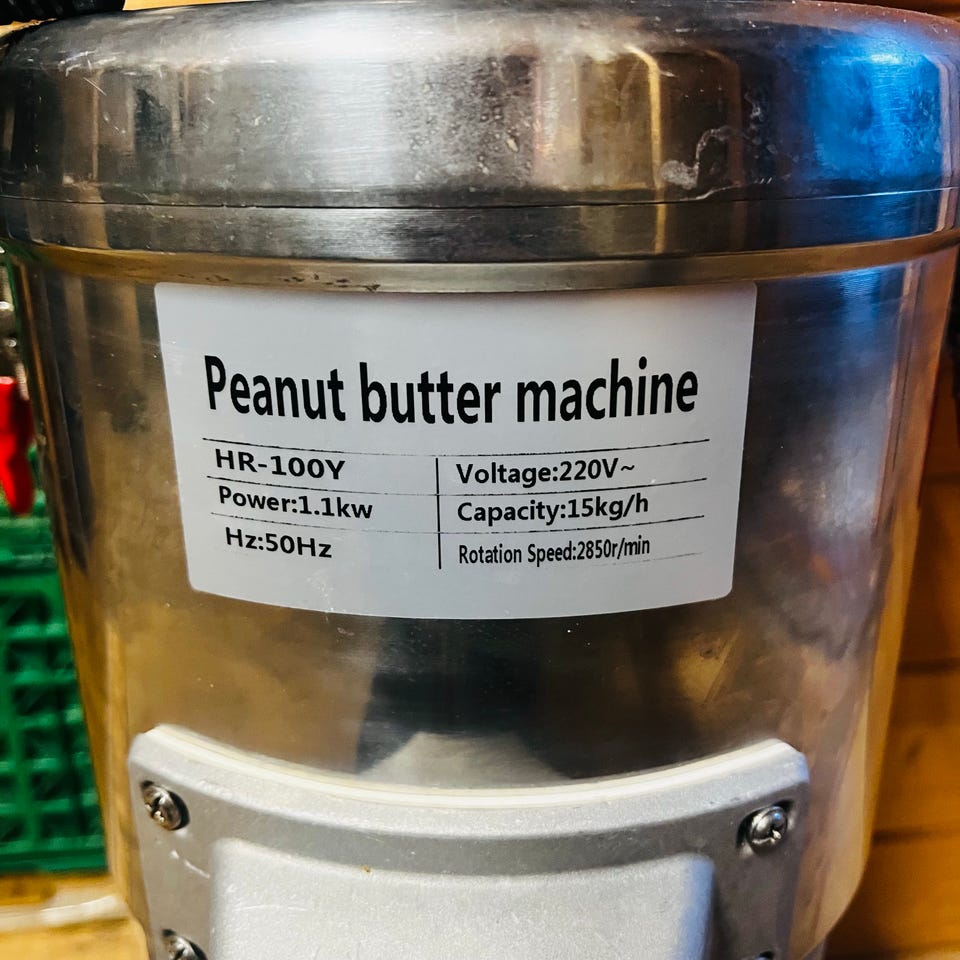 Peanut butter machine
HR-100Y
Voltage:220V~
Power:1.1kw
Capacity:15kg/h
Hz:50Hz
Rotation Speed:2850r/min